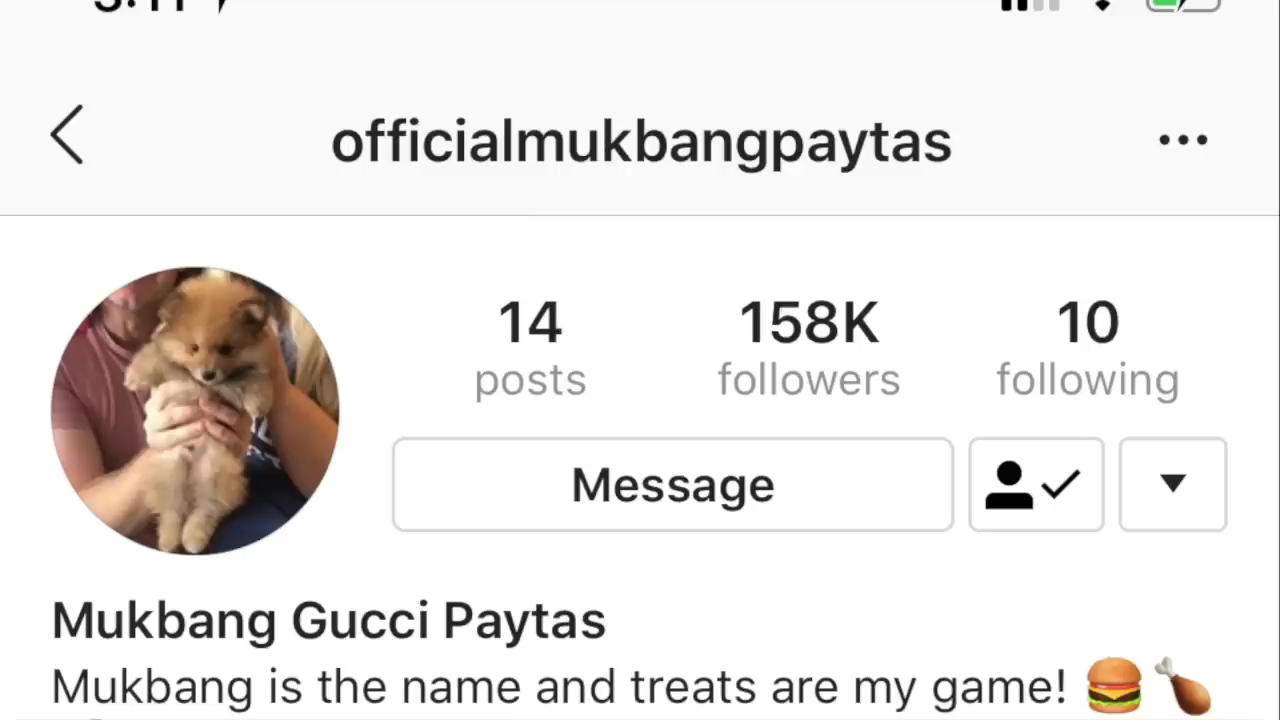 officialmukbangpaytas
14 158K 10
posts followers following
Message
Mukbang Gucci Paytas
Mukbang is the name and treats are my game! 🍔🍗